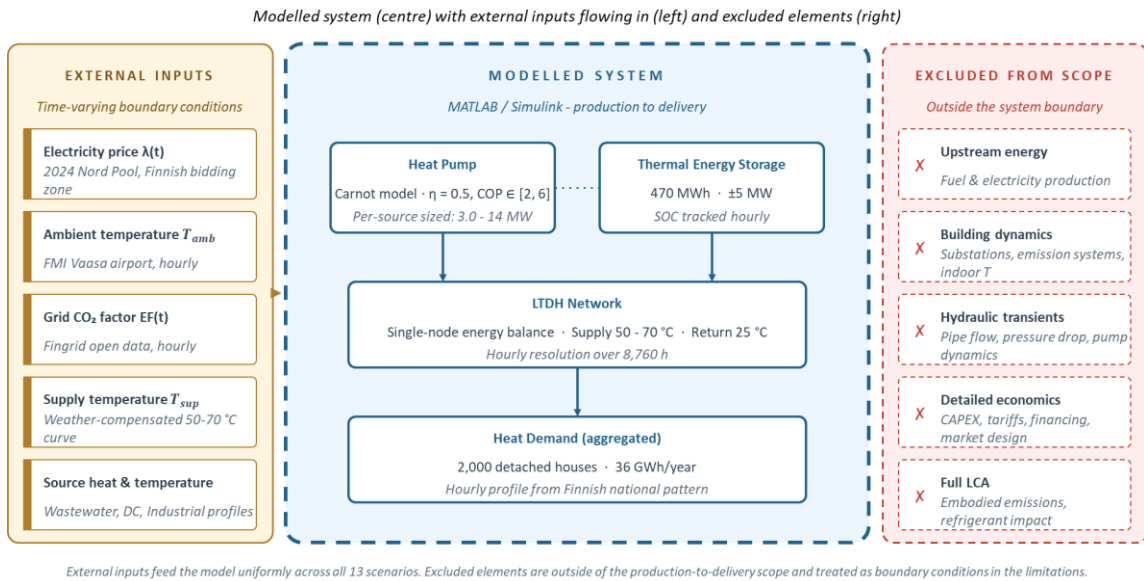 Modelled system (centre) with external inputs flowing in (left) and excluded elements (right)
EXTERNAL INPUTS
Time-varying boundary conditions
Electricity price λ(t)
2024 Nord Pool, Finnish bidding
zone
Ambient temperature T_amb
FMI Vaasa airport, hourly
Grid CO₂ factor EF(t)
Fingrid open data, hourly
Supply temperature T_sup
Weather-compensated 50-70 °C
curve
Source heat & temperature
Wastewater, DC, Industrial profiles
MODELLED SYSTEM
MATLAB / Simulink - production to delivery
Heat Pump
Carnot model · η = 0.5, COP ∈ [2, 6]
Per-source sized: 3.0 - 14 MW
Thermal Energy Storage
470 MWh · ±5 MW
SOC tracked hourly
LTDH Network
Single-node energy balance · Supply 50 - 70 °C · Return 25 °C
Hourly resolution over 8,760 h
Heat Demand (aggregated)
2,000 detached houses · 36 GWh/year
Hourly profile from Finnish national pattern
EXCLUDED FROM SCOPE
Outside the system boundary
✗ Upstream energy
Fuel & electricity production
✗ Building dynamics
Substations, emission systems,
indoor T
✗ Hydraulic transients
Pipe flow, pressure drop, pump
dynamics
✗ Detailed economics
CAPEX, tariffs, financing,
market design
✗ Full LCA
Embodied emissions,
refrigerant impact
External inputs feed the model uniformly across all 13 scenarios. Excluded elements are outside of the production-to-delivery scope and treated as boundary conditions in the limitations.